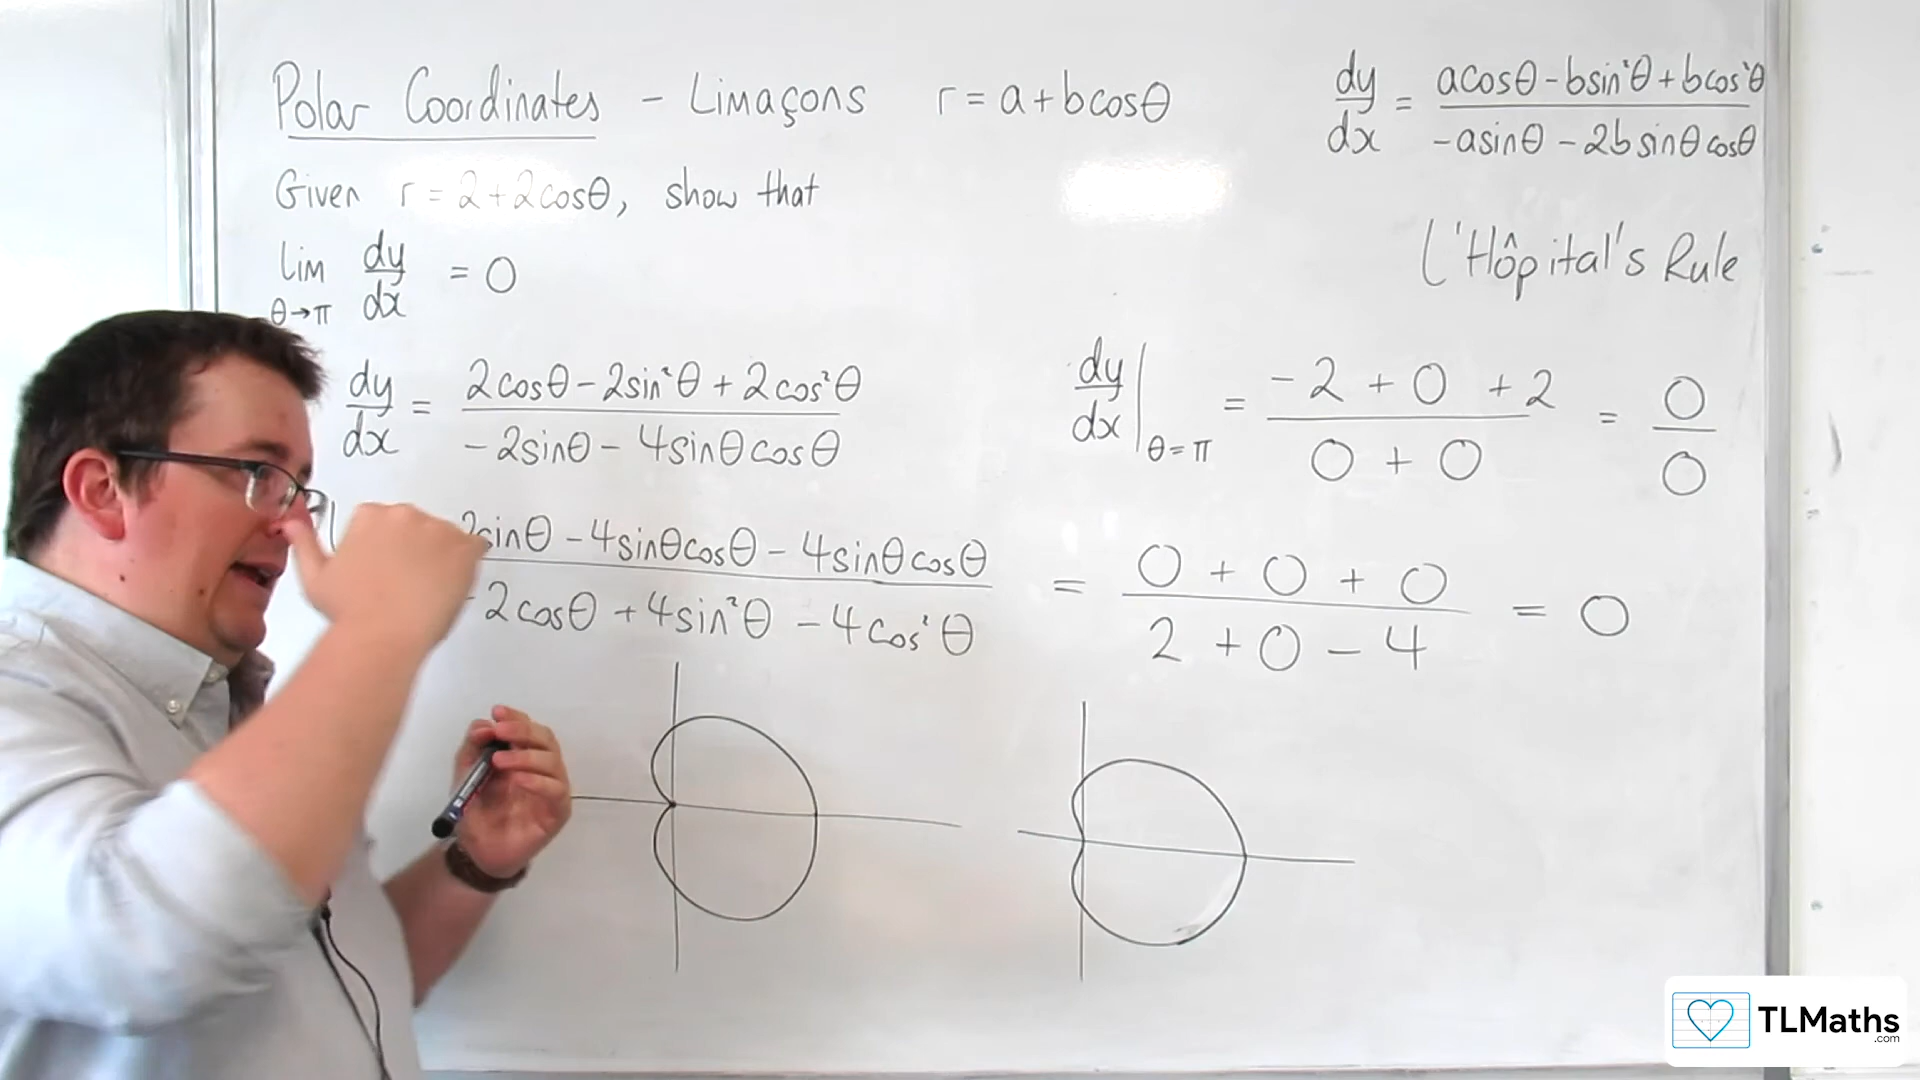 Polar Coordinates - Limaçons r = a + bcosθ
dy/dx = (acosθ - bsin²θ + bcos²θ)/(-asinθ - 2bsinθcosθ)
Given r = 2 + 2cosθ, show that
lim θ→π dy/dx = 0
L'Hôpital's Rule
dy/dx = (2cosθ - 2sin²θ + 2cos²θ)/(-2sinθ - 4sinθcosθ)
dy/dx|θ=π = (-2 + 0 + 2)/(0 + 0) = 0/0
(2sinθ - 4sinθcosθ - 4sinθcosθ)/(-2cosθ + 4sin²θ - 4cos²θ) = (0 + 0 + 0)/(2 + 0 - 4) = 0
TLMaths
.com